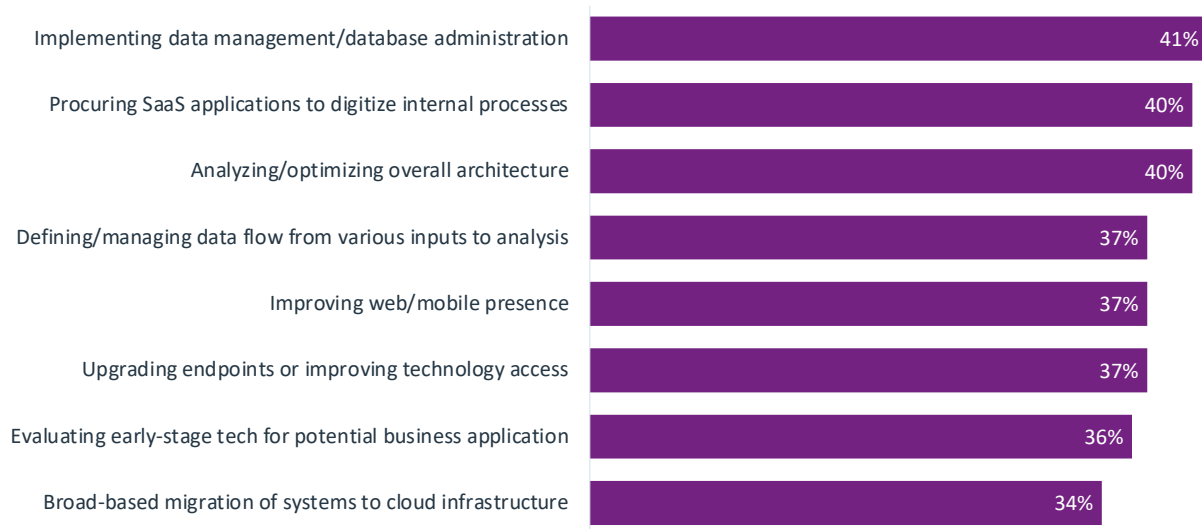 Implementing data management/database administration 41%
Procuring SaaS applications to digitize internal processes 40%
Analyzing/optimizing overall architecture 40%
Defining/managing data flow from various inputs to analysis 37%
Improving web/mobile presence 37%
Upgrading endpoints or improving technology access 37%
Evaluating early-stage tech for potential business application 36%
Broad-based migration of systems to cloud infrastructure 34%